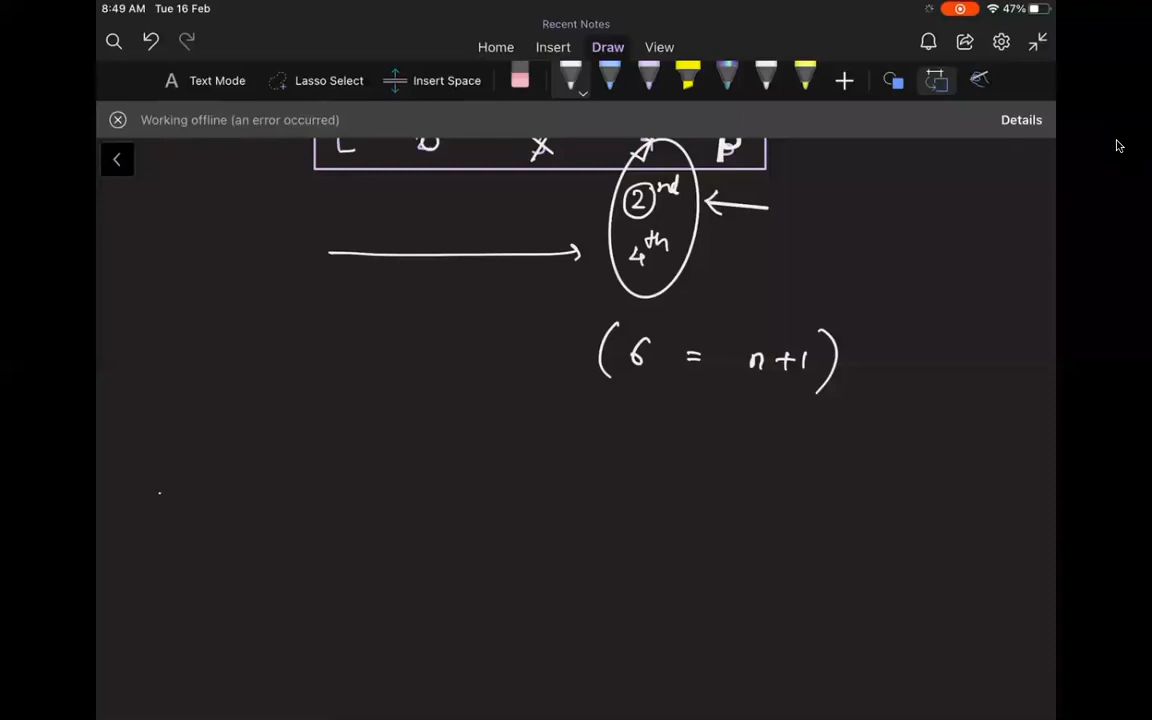 8:49 AM Tue 16 Feb
47%
Recent Notes
Home Insert Draw View
Text Mode Lasso Select Insert Space
Working offline (an error occurred) Details
2nd
4th
(6 = n+1)